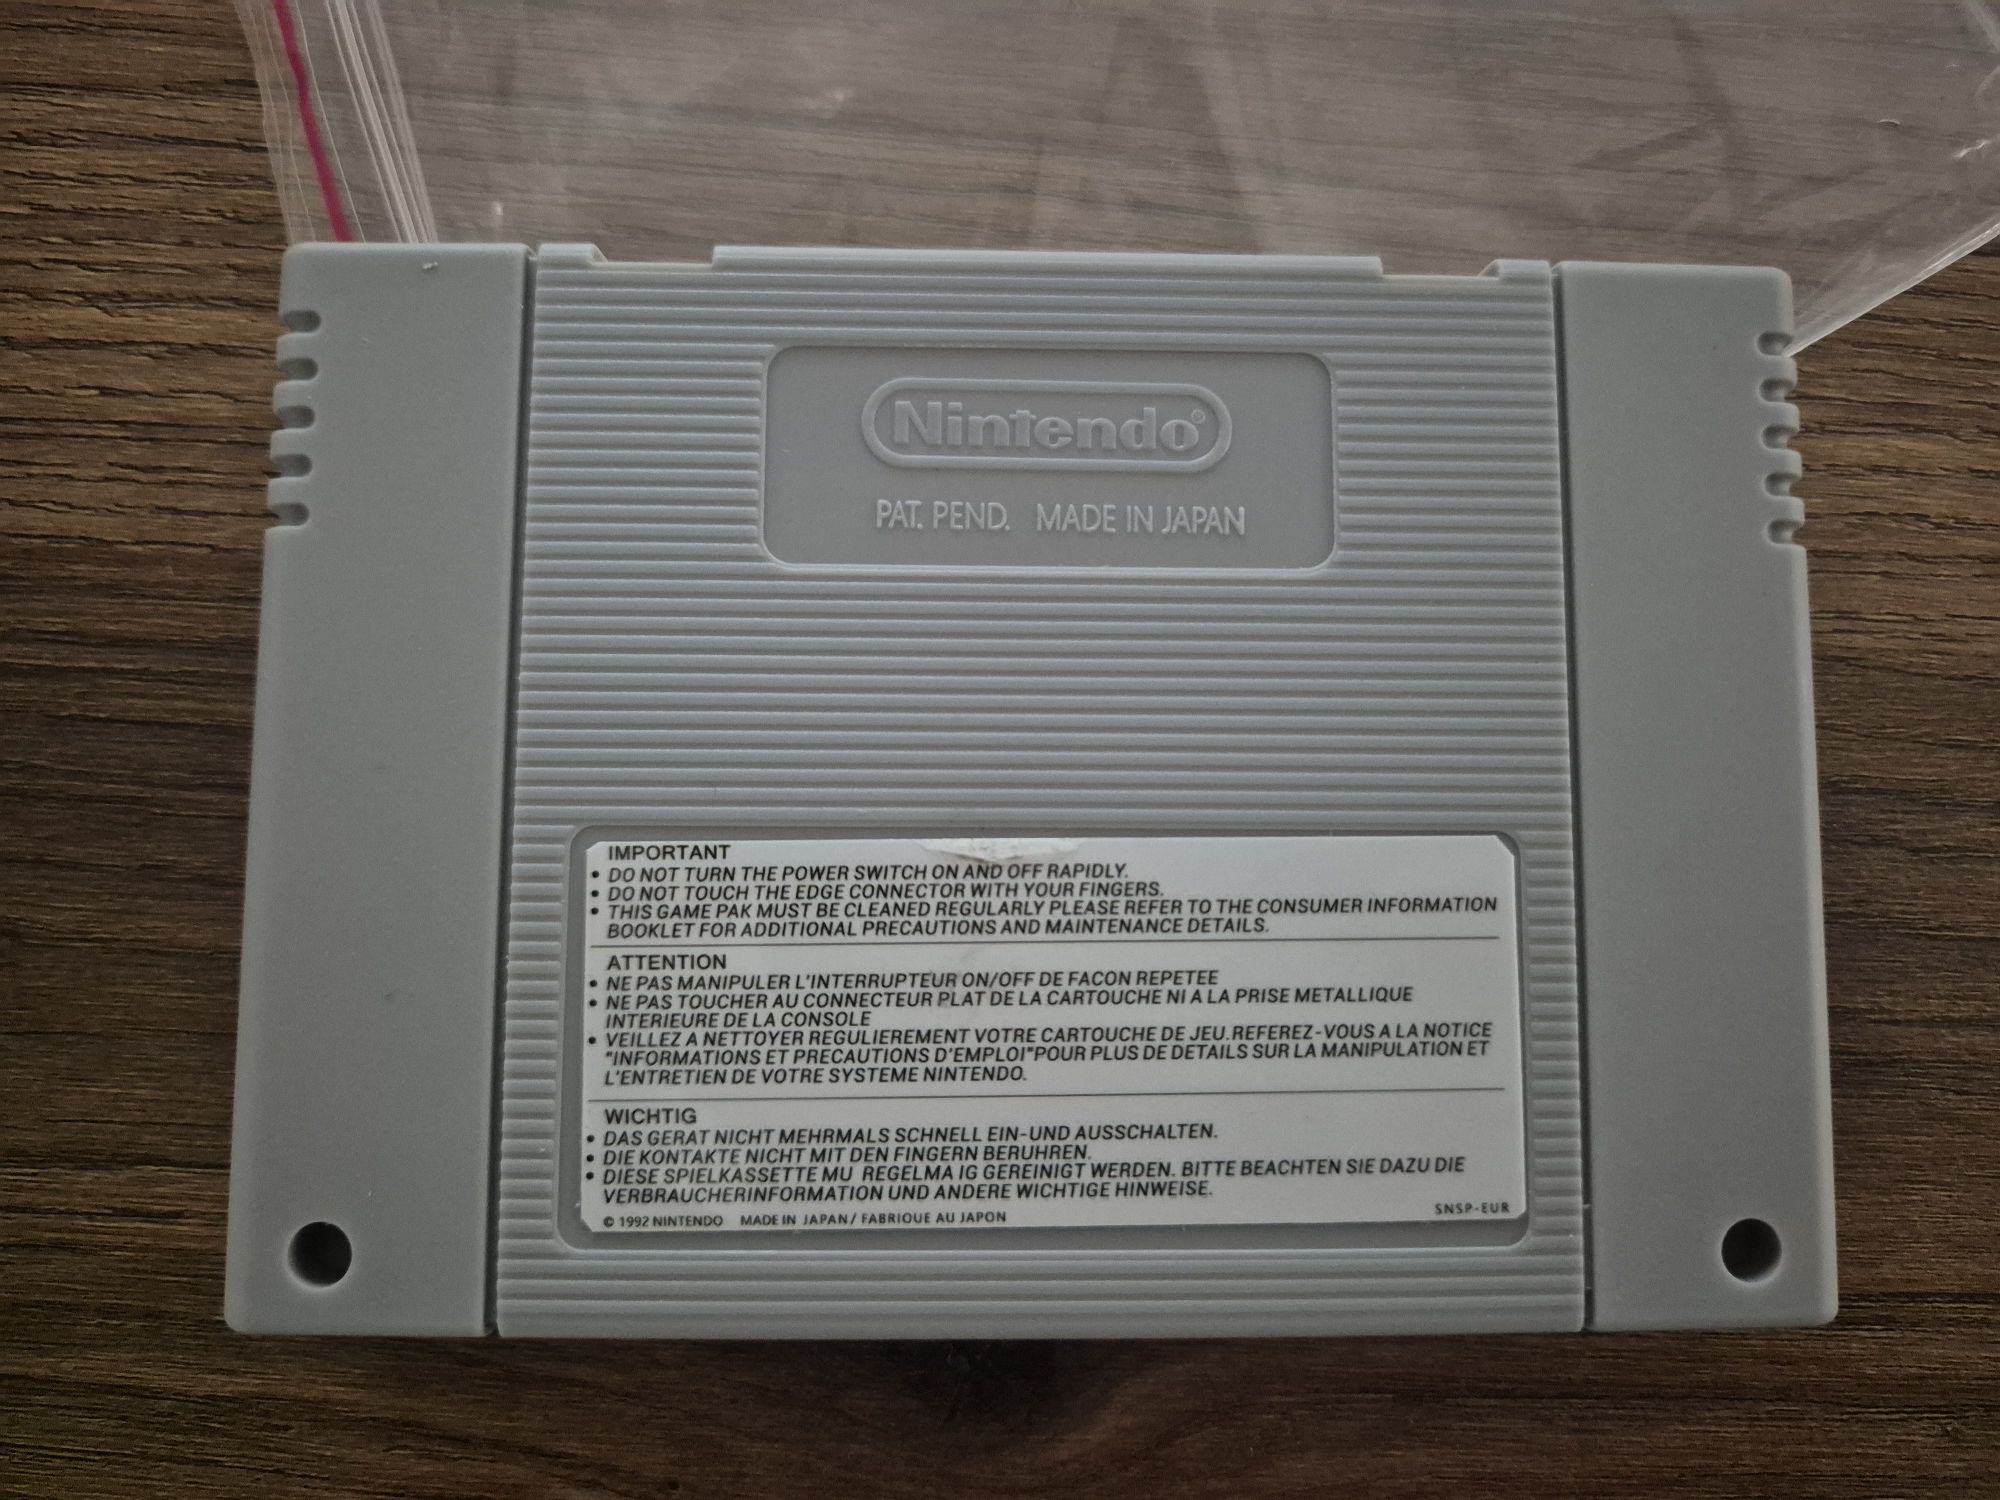 Nintendo®
PAT. PEND. MADE IN JAPAN
IMPORTANT
• DO NOT TURN THE POWER SWITCH ON AND OFF RAPIDLY.
• DO NOT TOUCH THE EDGE CONNECTOR WITH YOUR FINGERS.
• THIS GAME PAK MUST BE CLEANED REGULARLY PLEASE REFER TO THE CONSUMER INFORMATION
BOOKLET FOR ADDITIONAL PRECAUTIONS AND MAINTENANCE DETAILS.
ATTENTION
• NE PAS MANIPULER L'INTERRUPTEUR ON/OFF DE FACON REPETEE
• NE PAS TOUCHER AU CONNECTEUR PLAT DE LA CARTOUCHE NI A LA PRISE METALLIQUE
INTERIEURE DE LA CONSOLE
• VEILLEZ A NETTOYER REGULIEREMENT VOTRE CARTOUCHE DE JEU.REFEREZ-VOUS A LA NOTICE
"INFORMATIONS ET PRECAUTIONS D'EMPLOI"POUR PLUS DE DETAILS SUR LA MANIPULATION ET
L'ENTRETIEN DE VOTRE SYSTEME NINTENDO.
WICHTIG
• DAS GERAT NICHT MEHRMALS SCHNELL EIN-UND AUSSCHALTEN.
• DIE KONTAKTE NICHT MIT DEN FINGERN BERUHREN.
• DIESE SPIELKASSETTE MU REGELMA IG GEREINIGT WERDEN. BITTE BEACHTEN SIE DAZU DIE
VERBRAUCHERINFORMATION UND ANDERE WICHTIGE HINWEISE.
© 1992 NINTENDO MADE IN JAPAN / FABRIQUE AU JAPON
SNSP-EUR